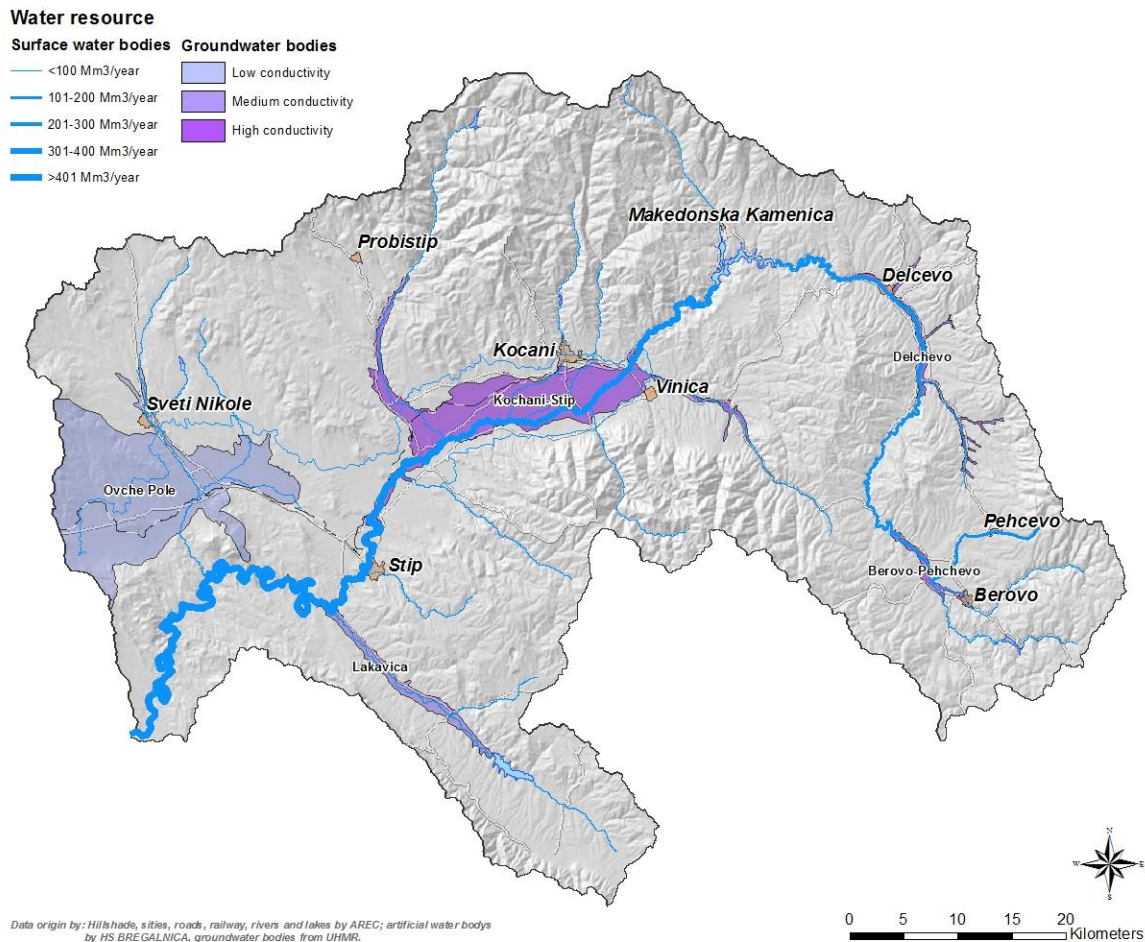 Water resource
Surface water bodies
<100 Mm3/year
101-200 Mm3/year
201-300 Mm3/year
301-400 Mm3/year
>401 Mm3/year
Groundwater bodies
Low conductivity
Medium conductivity
High conductivity
Makedonska Kamenica
Probistip
Delcevo
Kocani
Delchevo
Vinica
Kochani-Stip
Sveti Nikole
Ovche Pole
Pehcevo
Stip
Berovo-Pehchevo
Berovo
Lakavica
N
W E
S
0 5 10 15 20
Kilometers
Data origin by: Hillshade, sities, roads, railway, rivers and lakes by AREC; artificial water bodys
by HS BREGALNICA, groundwater bodies from UHMR.